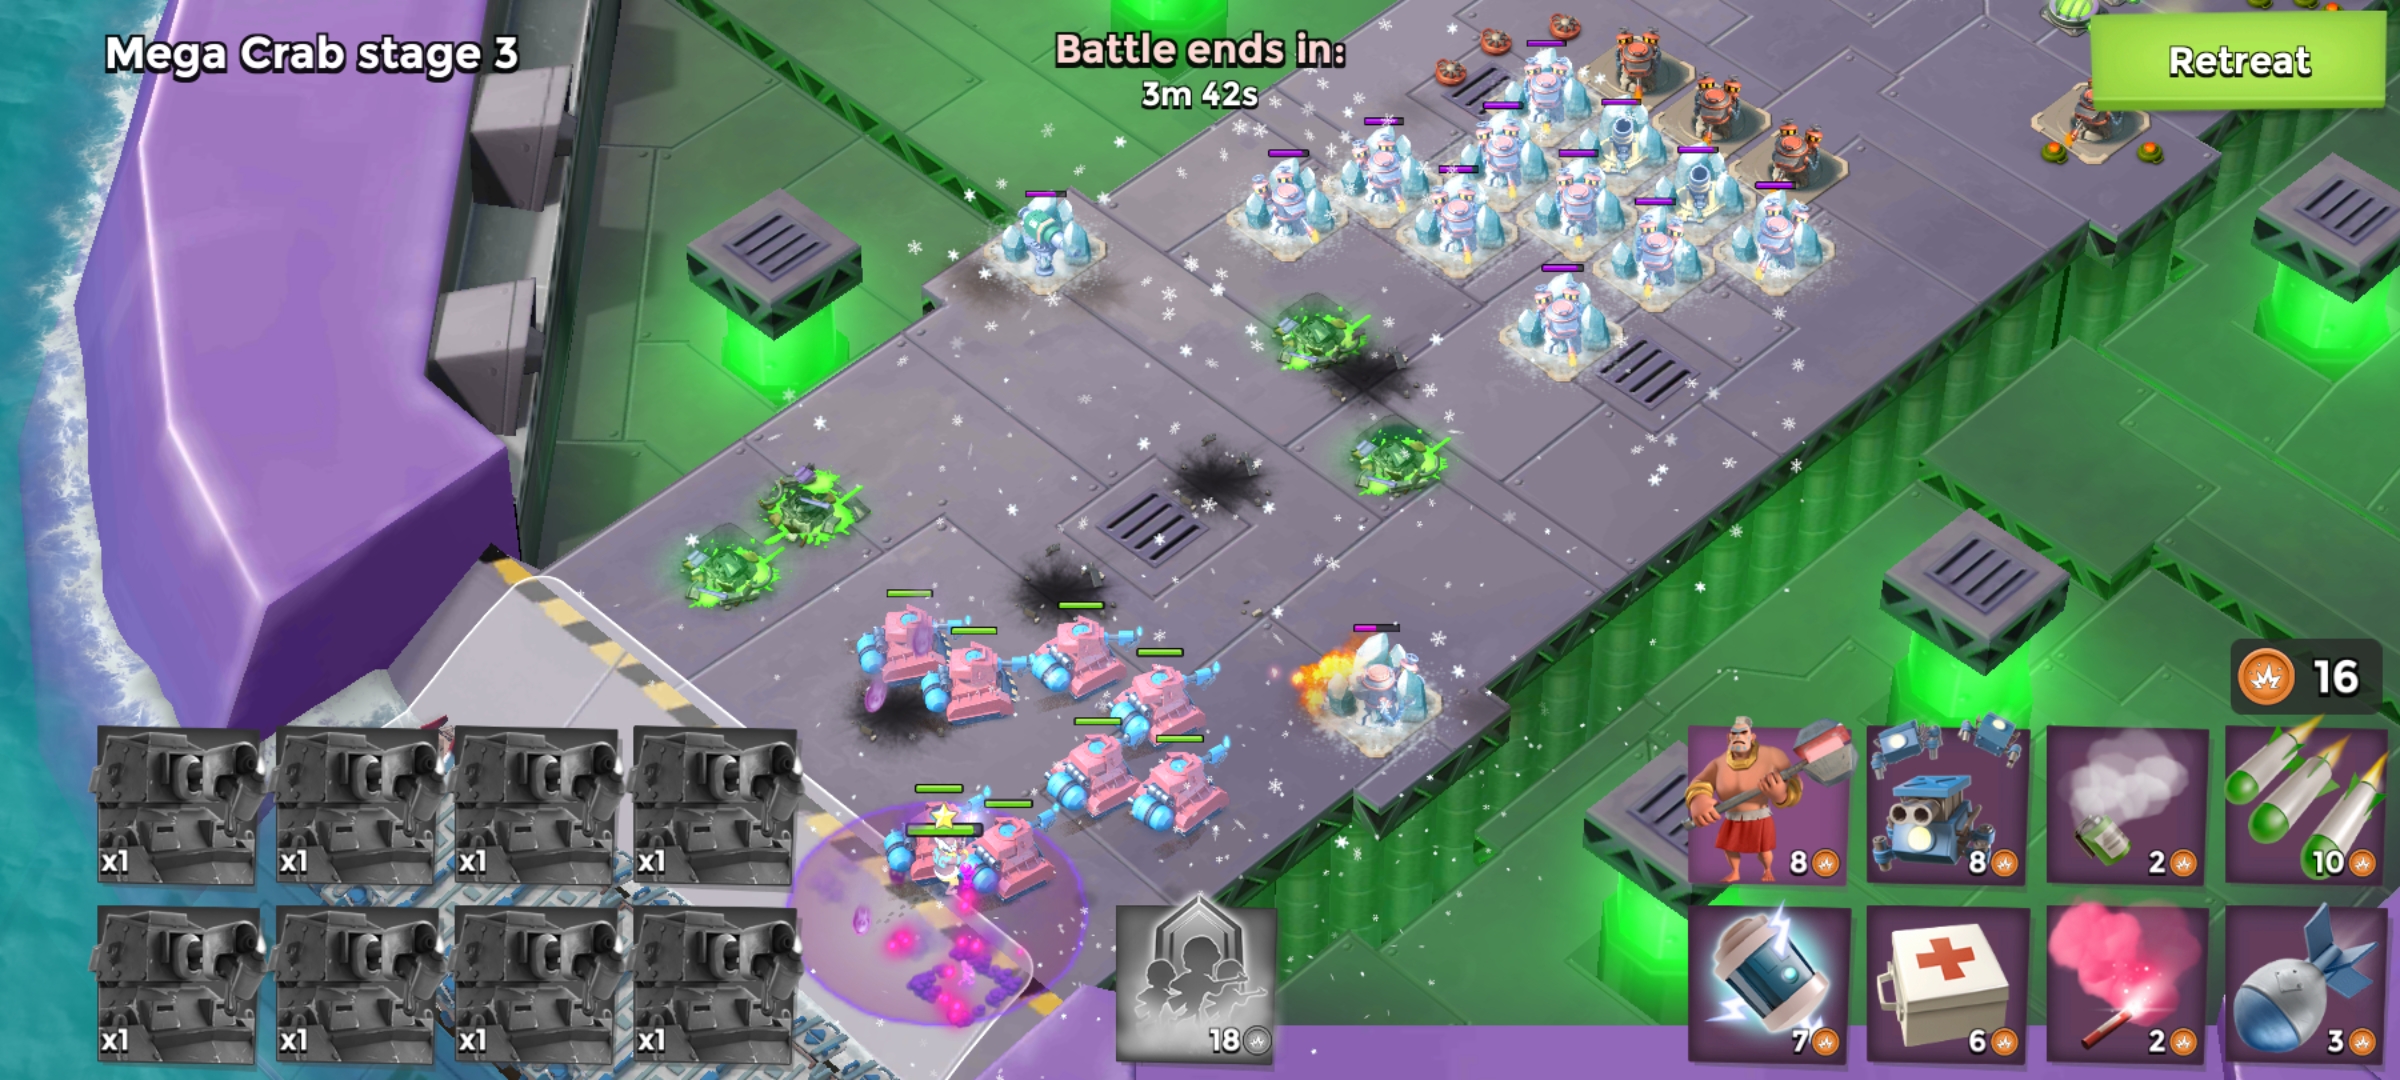 Mega Crab stage 3
Battle ends in:
3m 42s
Retreat
16
x1
x1
x1
x1
8
8
2
10
x1
x1
x1
x1
18
7
6
2
3